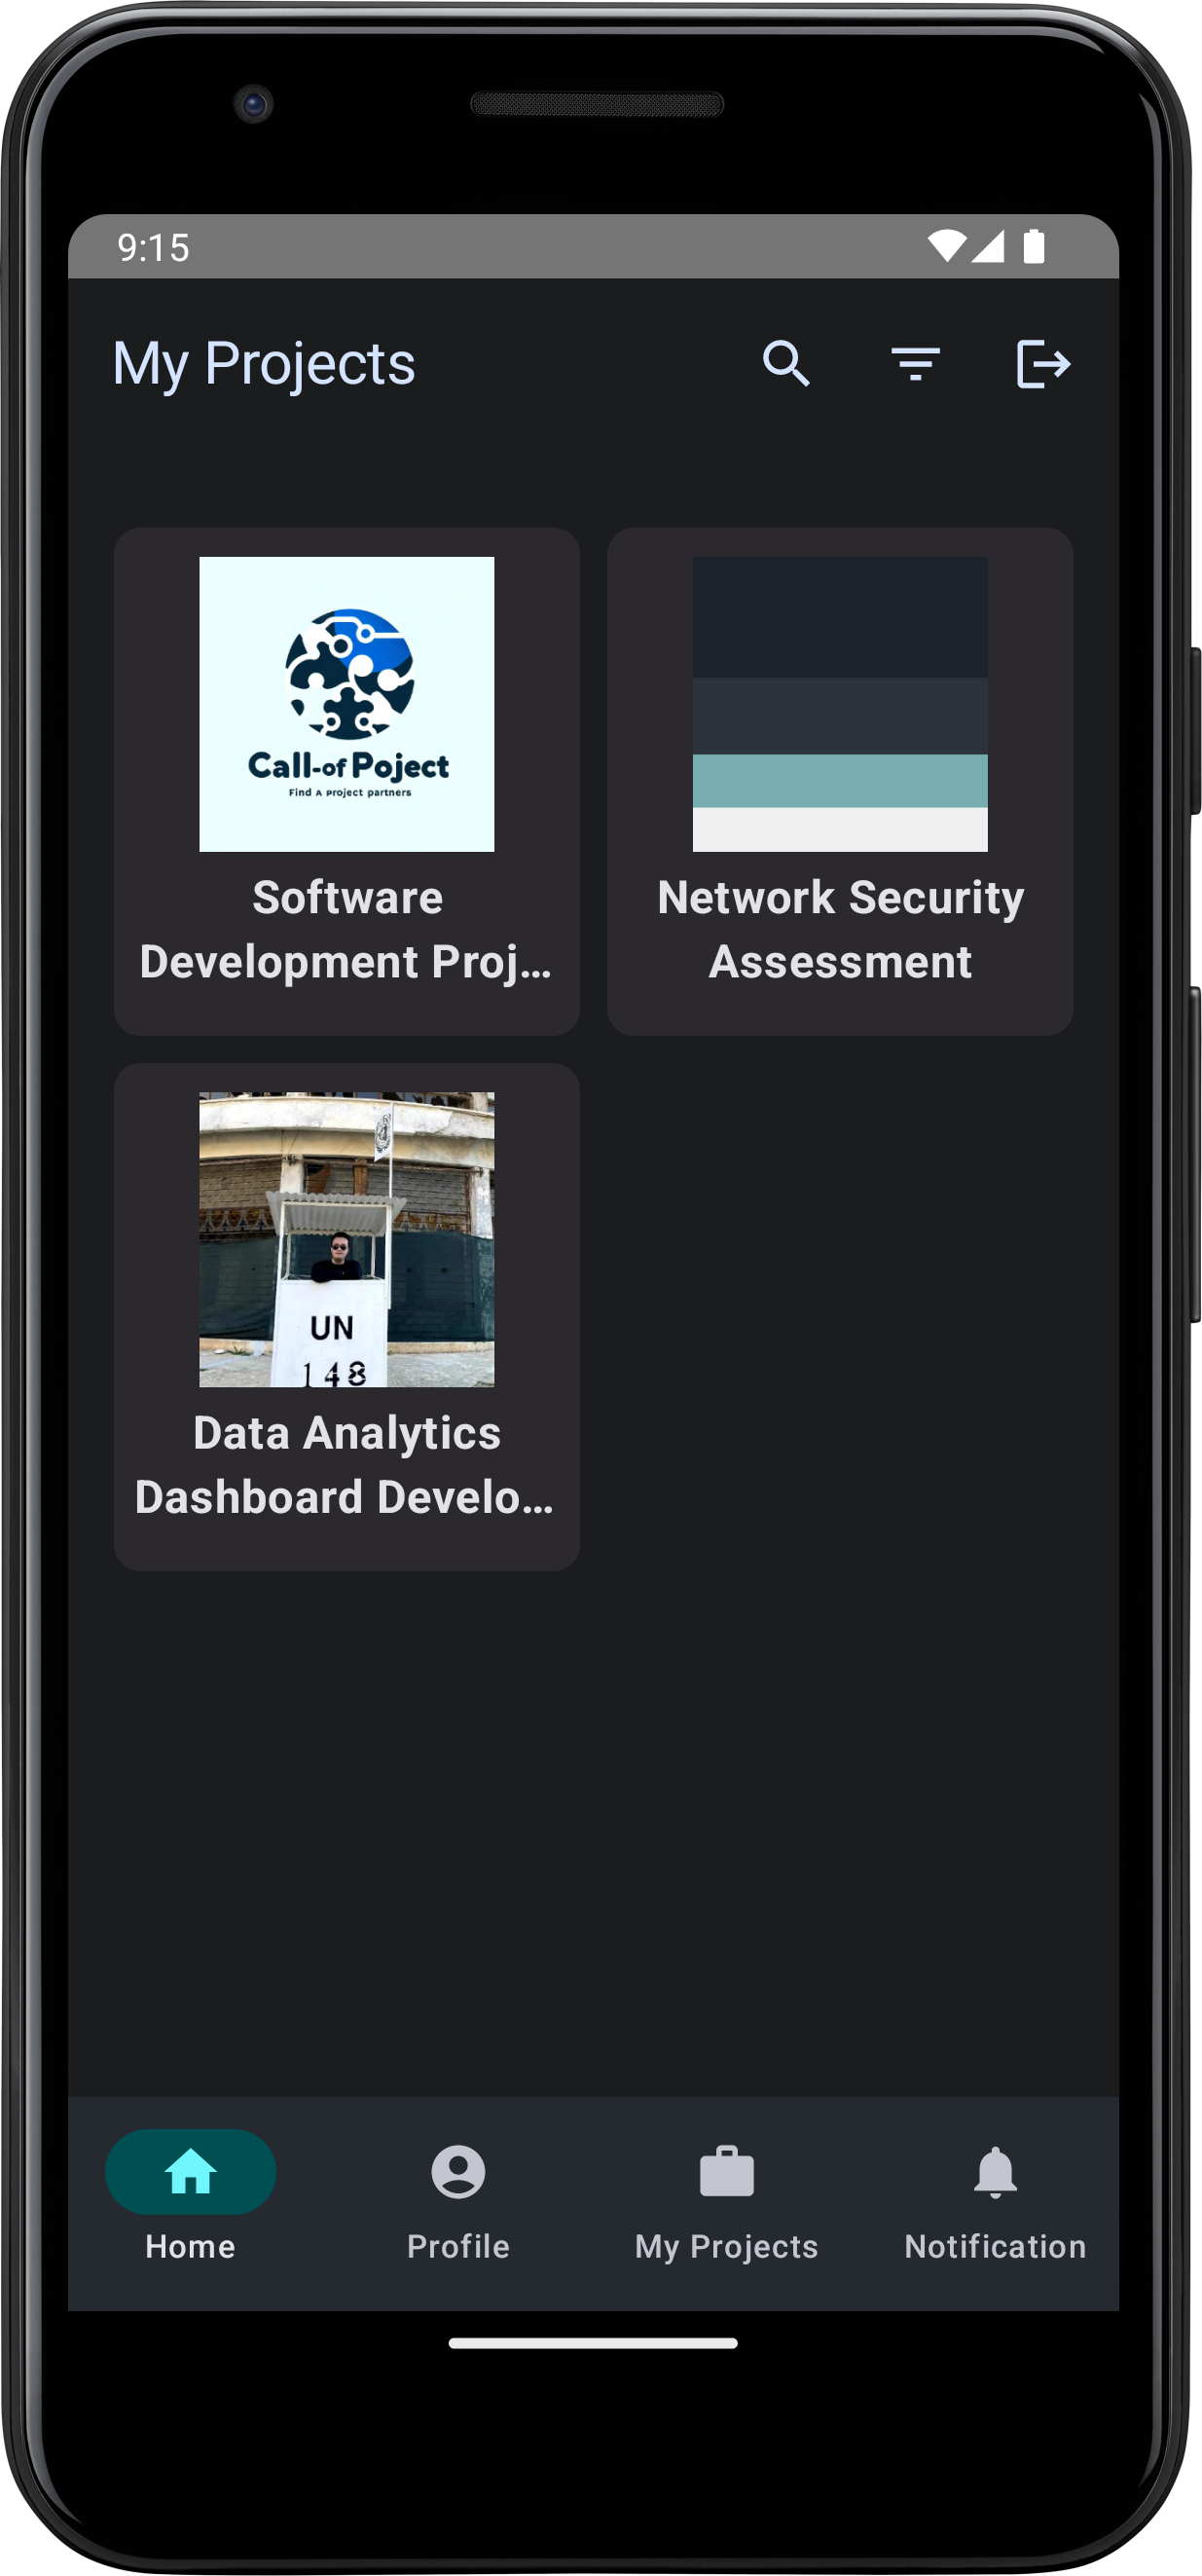 9:15
My Projects
Call-of Poject
Find A project partners
Software
Development Proj...
Network Security
Assessment
UN
148
Data Analytics
Dashboard Develo...
Home
Profile
My Projects
Notification